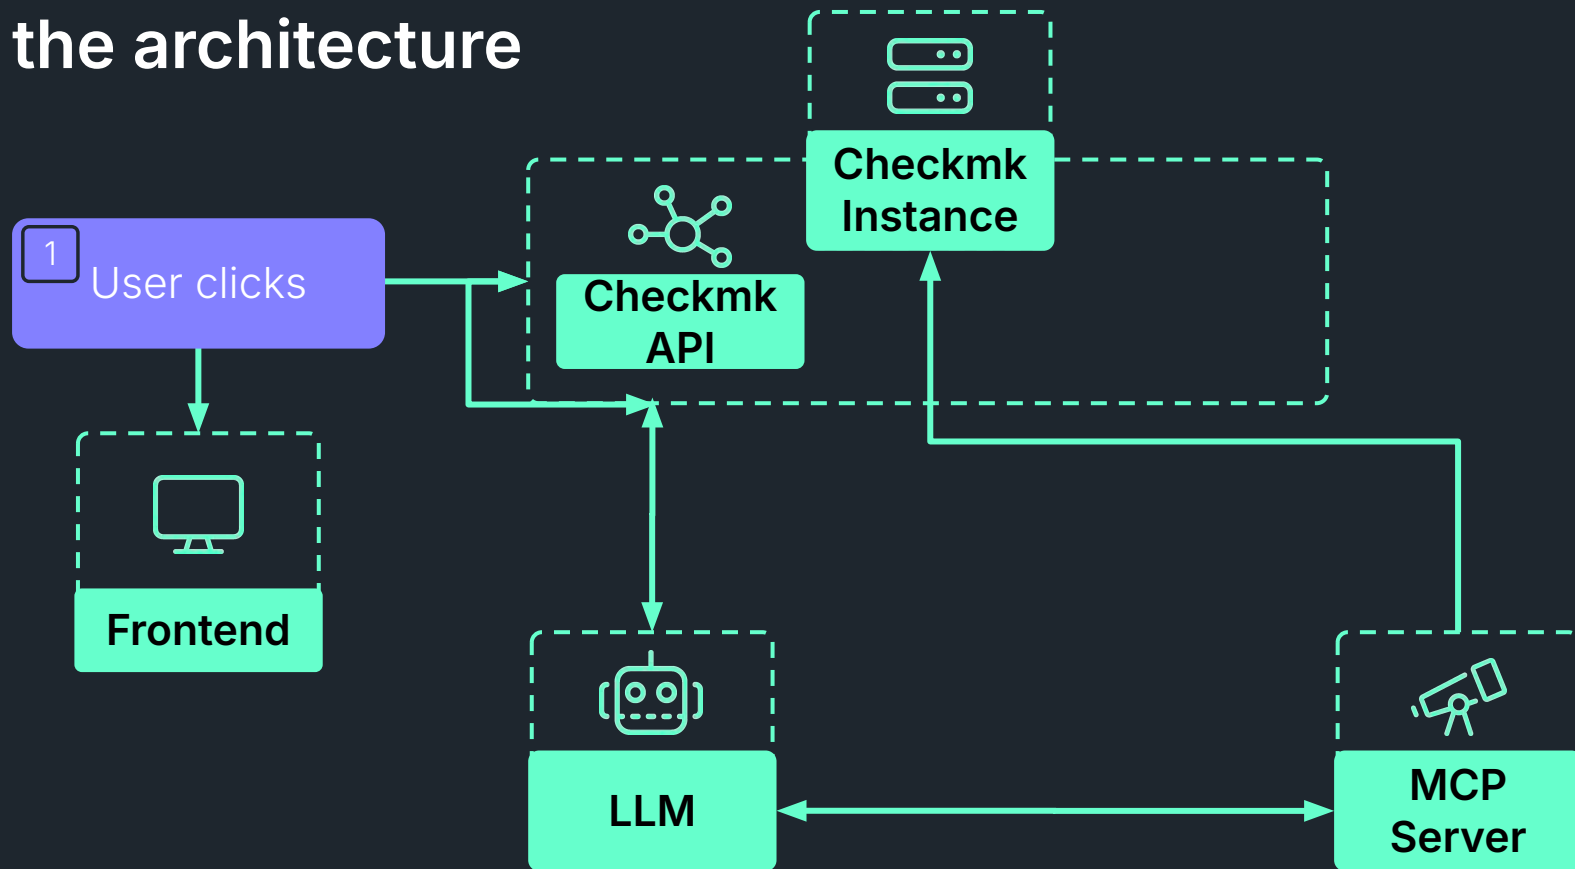 the architecture
Checkmk
Instance
1
User clicks
Checkmk
API
Frontend
LLM
MCP
Server